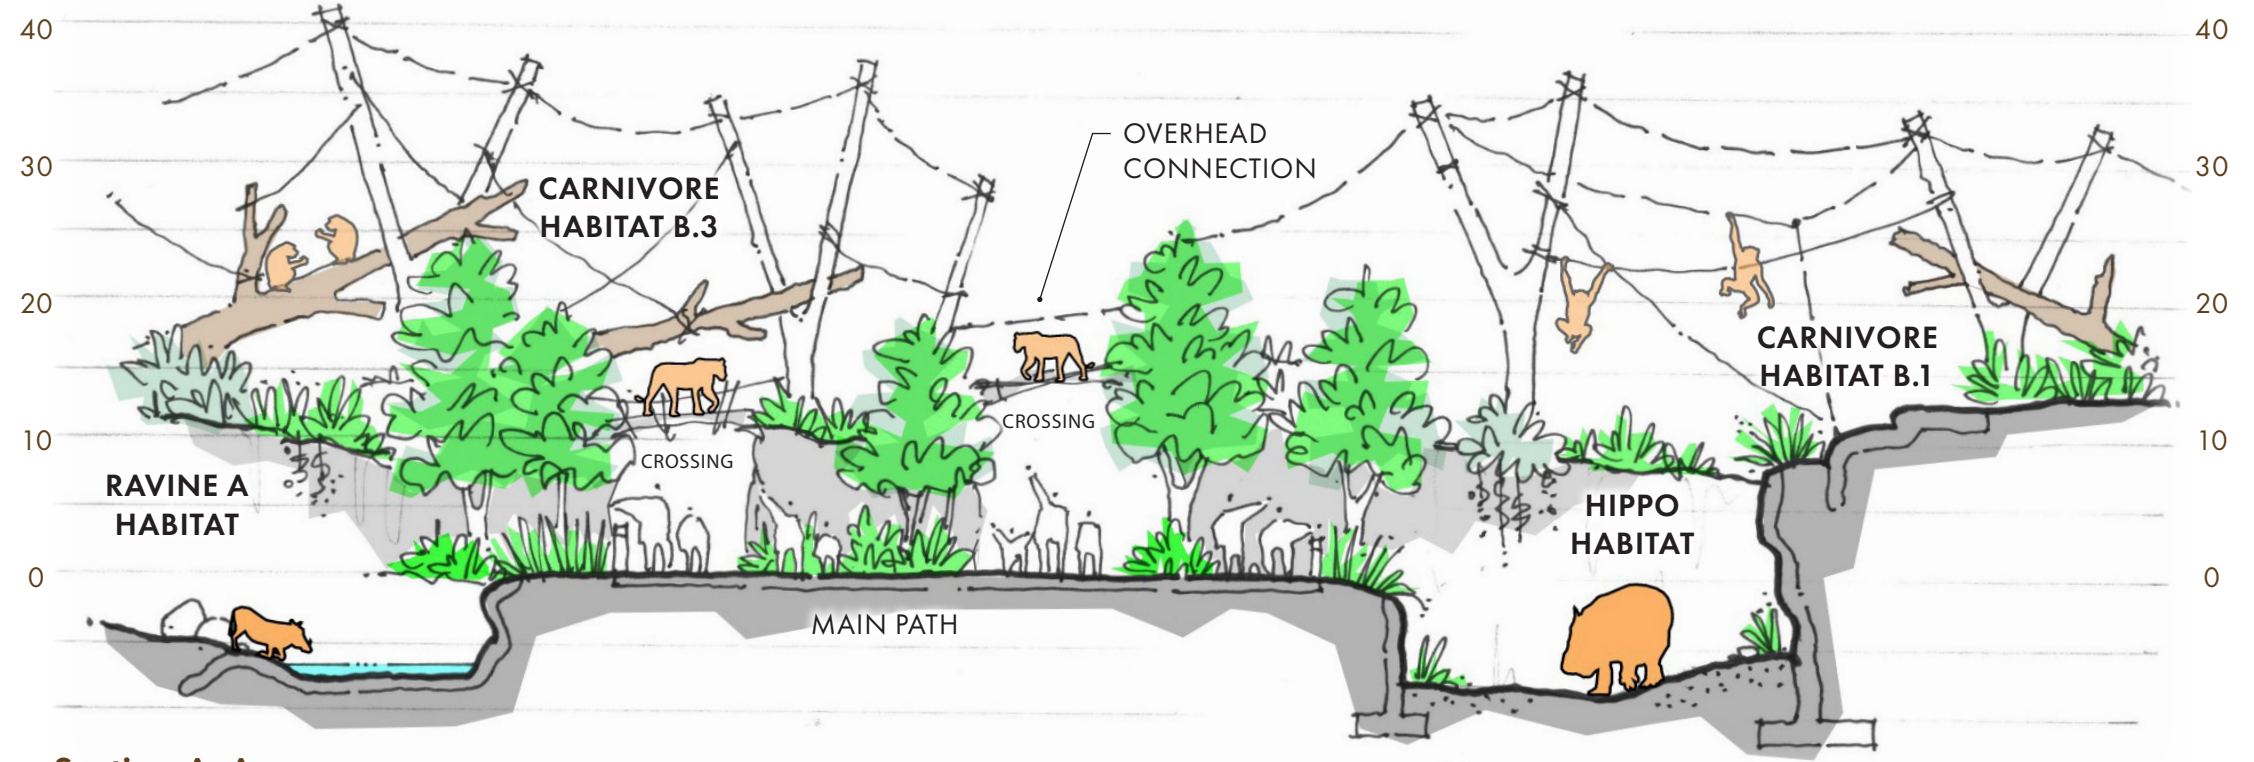 40
40
OVERHEAD
CONNECTION
30
30
CARNIVORE
HABITAT B.3
20
20
CARNIVORE
HABITAT B.1
CROSSING
10
10
CROSSING
RAVINE A
HABITAT
HIPPO
HABITAT
0
0
MAIN PATH